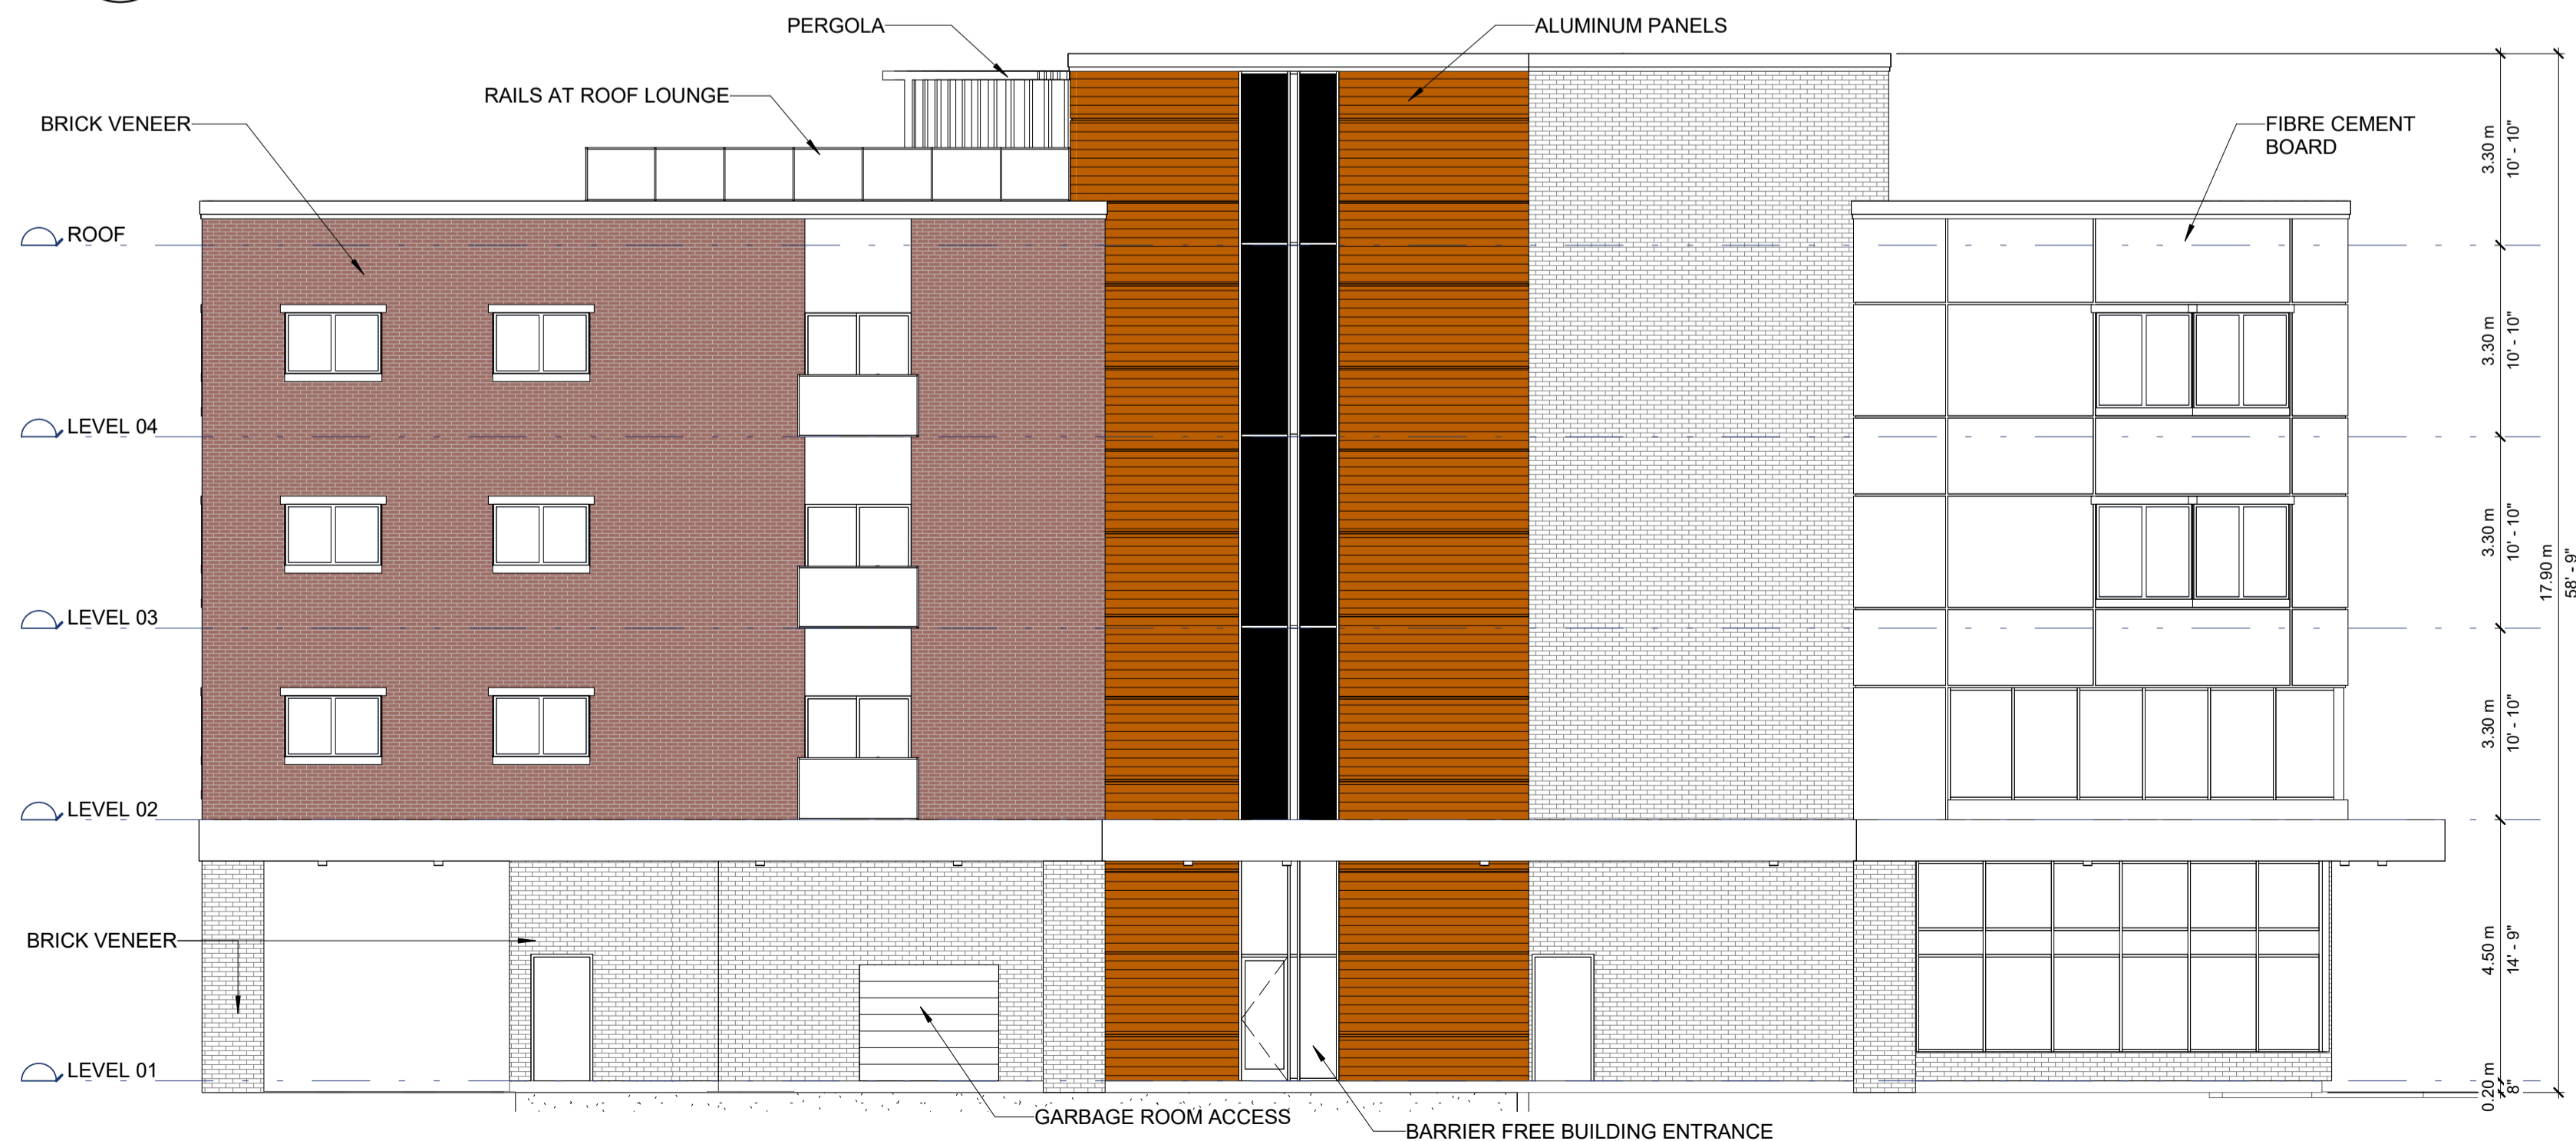 PERGOLA
ALUMINUM PANELS
RAILS AT ROOF LOUNGE
BRICK VENEER
FIBRE CEMENT
BOARD
3.30 m
10' - 10"
ROOF
3.30 m
10' - 10"
LEVEL 04
3.30 m
10' - 10"
17.90 m
58' - 9"
LEVEL 03
3.30 m
10' - 10"
LEVEL 02
BRICK VENEER
4.50 m
14' - 9"
LEVEL 01
0.20 m
8"
GARBAGE ROOM ACCESS
BARRIER FREE BUILDING ENTRANCE